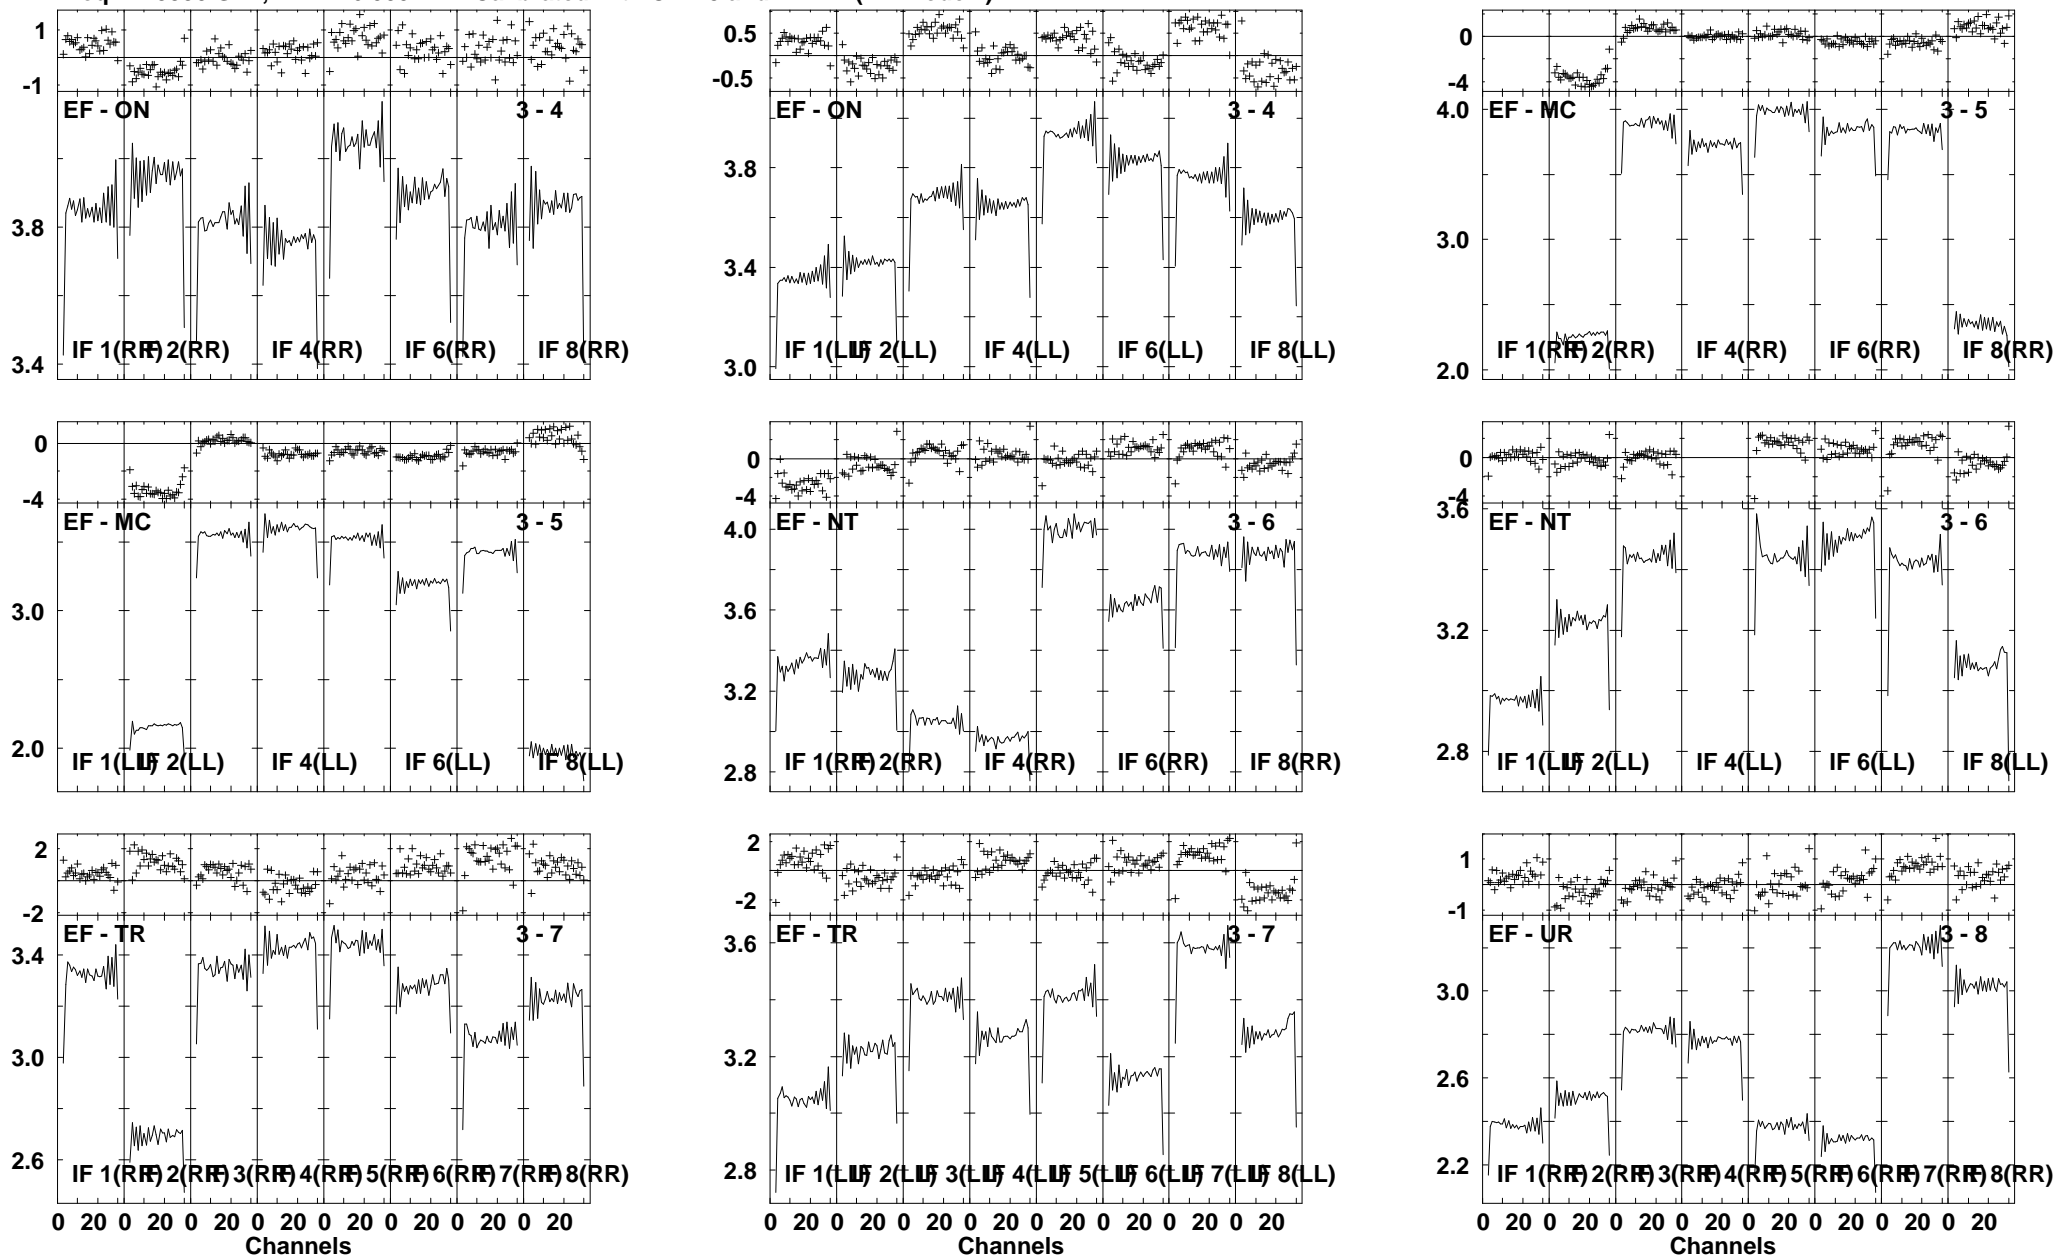 1
-1
EF - ON 3 - 4
3.8
3.4
IF 1(RR) IF 2(RR) IF 4(RR) IF 6(RR) IF 8(RR)
0.5
-0.5
EF - ON 3 - 4
3.8
3.4
3.0
IF 1(LL) IF 2(LL) IF 4(LL) IF 6(LL) IF 8(LL)
0
-4
4.0
EF - MC 3 - 5
3.0
2.0
IF 1(RR) IF 2(RR) IF 4(RR) IF 6(RR) IF 8(RR)
0
-4
EF - MC 3 - 5
3.0
2.0
IF 1(LL) IF 2(LL) IF 4(LL) IF 6(LL) IF 8(LL)
0
-4
EF - NT 3 - 6
4.0
3.6
3.2
2.8
IF 1(RR) IF 2(RR) IF 4(RR) IF 6(RR) IF 8(RR)
0
-4
3.6
EF - NT 3 - 6
3.2
2.8
IF 1(LL) IF 2(LL) IF 4(LL) IF 6(LL) IF 8(LL)
2
-2
EF - TR 3 - 7
3.4
3.0
2.6
IF 1(RR) IF 2(RR) IF 3(RR) IF 4(RR) IF 5(RR) IF 6(RR) IF 7(RR) IF 8(RR)
0 20 0 20 0 20 0 20 0 20 0 20 0 20 0 20
Channels
2
-2
EF - TR 3 - 7
3.6
3.2
2.8
IF 1(LL) IF 2(LL) IF 3(LL) IF 4(LL) IF 5(LL) IF 6(LL) IF 7(LL) IF 8(LL)
0 20 0 20 0 20 0 20 0 20 0 20 0 20 0 20
Channels
1
-1
EF - UR 3 - 8
3.0
2.6
2.2
IF 1(RR) IF 2(RR) IF 3(RR) IF 4(RR) IF 5(RR) IF 6(RR) IF 7(RR) IF 8(RR)
0 20 0 20 0 20 0 20 0 20 0 20 0 20 0 20
Channels